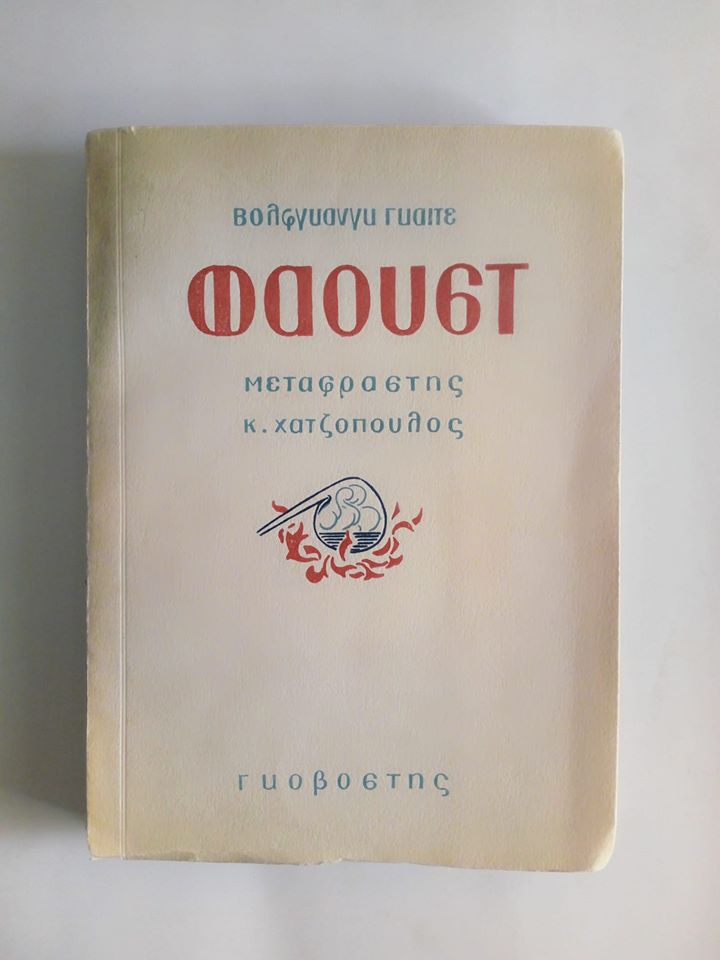 Βολφγκανγκ Γκαιτε
ΦΑΟΥΣΤ
Μεταφραστης
Κ. Χατζοπουλος
Γκοβοστης